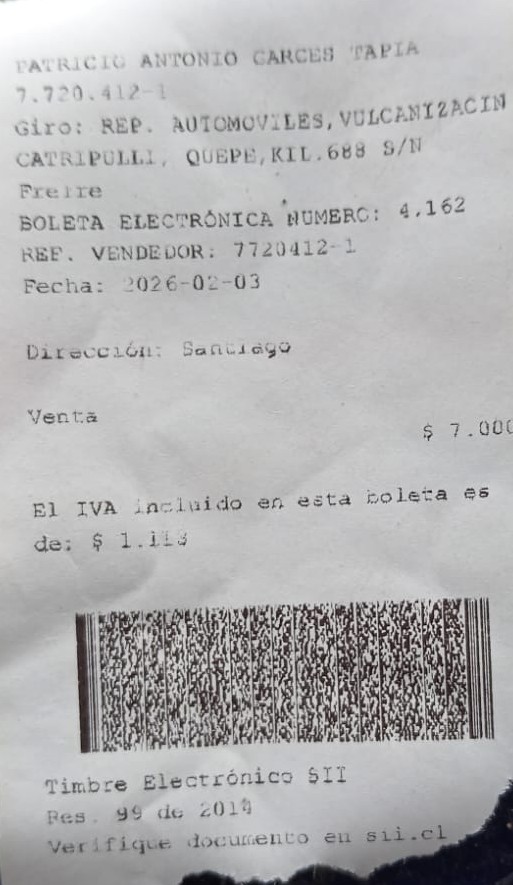 PATRICIO ANTONIO CARCES TAPIA
7.720.412-1
Giro: REP. AUTOMOVILES,VULCANIZACIN
CATRIPULLI, QUEPE,KIL.688 S/N
Freire
BOLETA ELECTRÓNICA NUMERO: 4.162
REF. VENDEDOR: 7720412-1
Fecha: 2026-02-03
Dirección: Santiago
Venta
$ 7.000
El IVA incluido en esta boleta es
de: $ 1.118
Timbre Electrónico SII
Res. 99 de 2014
Verifique documento en sii.cl